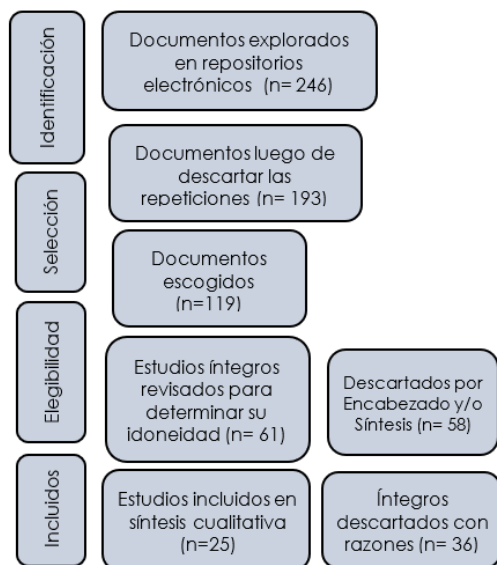 Identificación
Documentos explorados
en repositorios
electrónicos (n= 246)
Documentos luego de
descartar las
repeticiones (n= 193)
Selección
Documentos
escogidos
(n=119)
Elegibilidad
Estudios íntegros
revisados para
determinar su
idoneidad (n= 61)
Descartados por
Encabezado y/o
Síntesis (n= 58)
Incluidos
Estudios incluidos en
síntesis cualitativa
(n=25)
Íntegros
descartados con
razones (n= 36)